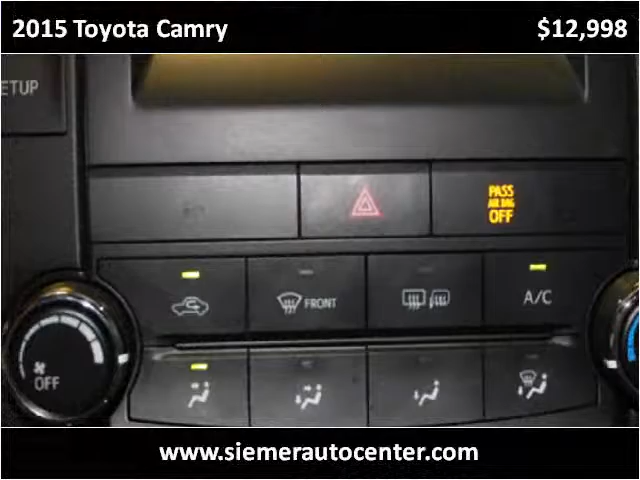 2015 Toyota Camry
$12,998
ETUP
PASS
AIR BAG
OFF
FRONT
A/C
OFF
www.siemerautocenter.com